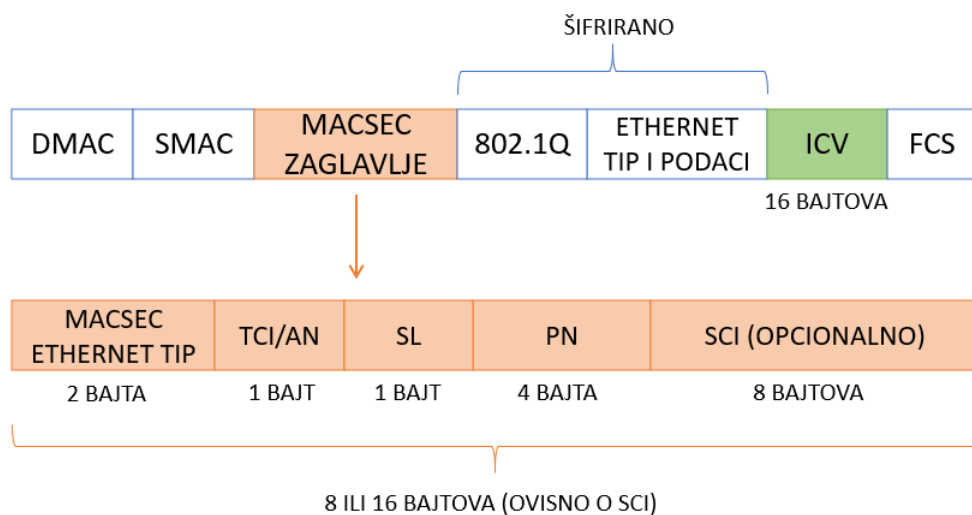 ŠIFRIRANO
DMAC
SMAC
MACSEC
ZAGLAVLJE
802.1Q
ETHERNET
TIP I PODACI
ICV
FCS
16 BAJTOVA
MACSEC
ETHERNET TIP
TCI/AN
SL
PN
SCI (OPCIONALNO)
2 BAJTA
1 BAJT
1 BAJT
4 BAJTA
8 BAJTOVA
8 ILI 16 BAJTOVA (OVISNO O SCI)